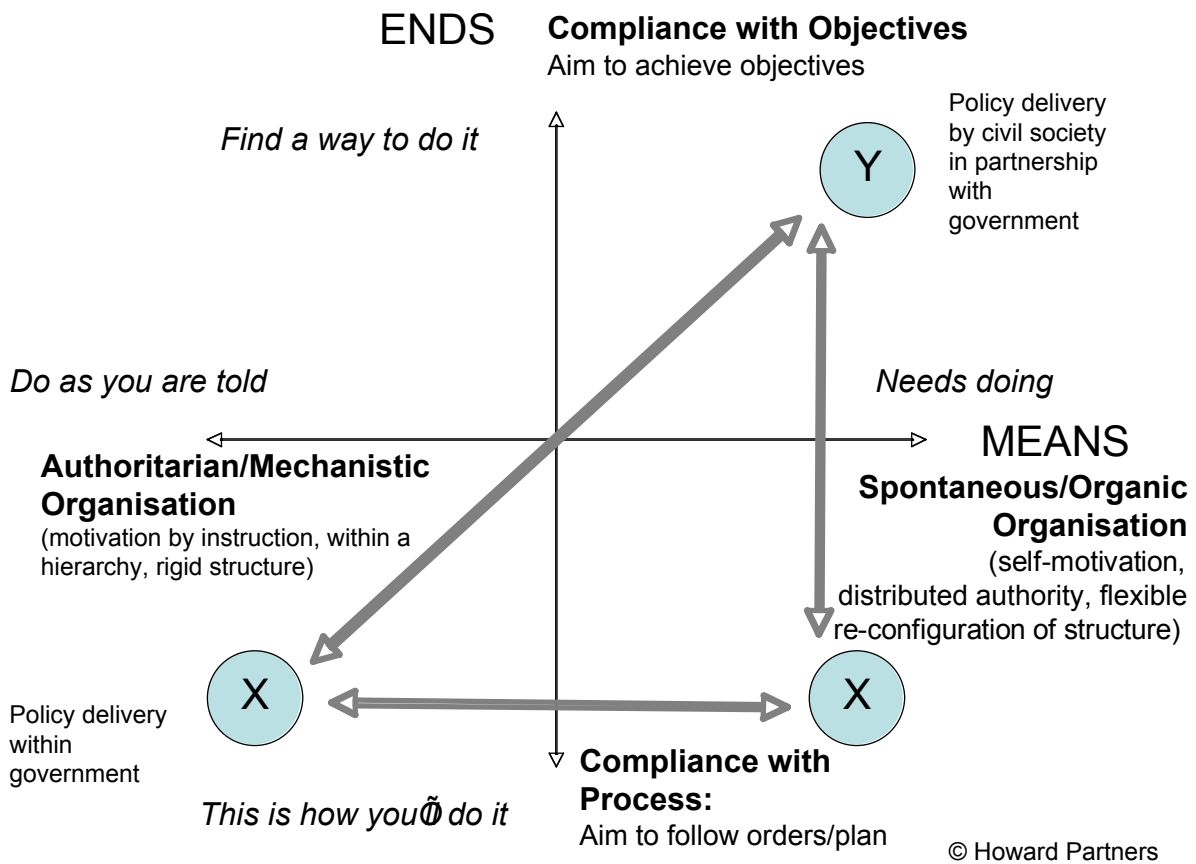 ENDS
Compliance with Objectives
Aim to achieve objectives
Find a way to do it
Policy delivery
by civil society
in partnership
with
government
Y
Do as you are told
Needs doing
MEANS
Authoritarian/Mechanistic
Organisation
(motivation by instruction, within a
hierarchy, rigid structure)
Spontaneous/Organic
Organisation
(self-motivation,
distributed authority, flexible
re-configuration of structure)
X
X
Policy delivery
within
government
Compliance with
Process:
Aim to follow orders/plan
This is how you do it
© Howard Partners